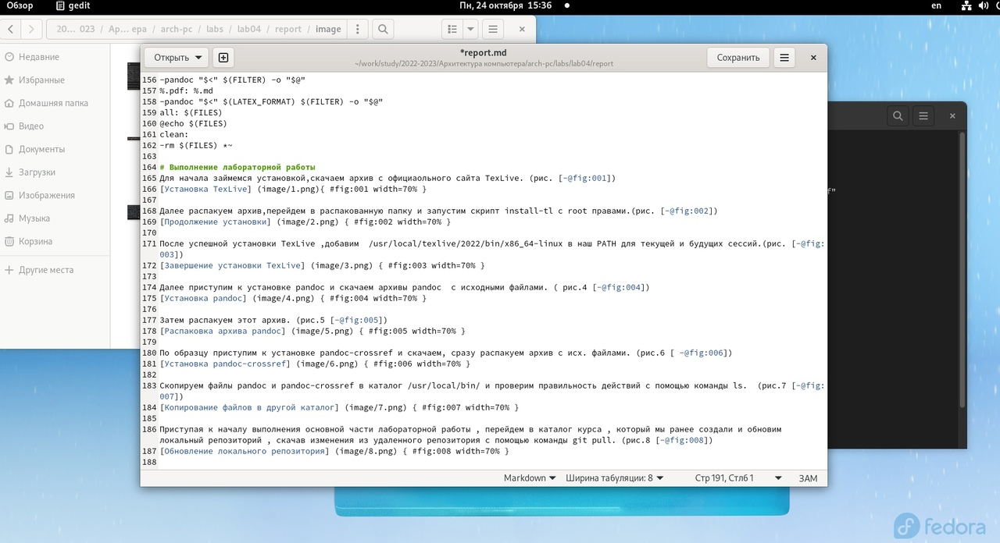 Обзор gedit Пн, 24 октября 15:36 en
20… 023 / Ap… ера / arch-pc / labs / lab04 / report / image
Недавние
Избранные
Домашняя папка
Видео
Документы
Загрузки
Изображения
Музыка
Корзина
Другие места
Открыть
*report.md
~/work/study/2022-2023/Архитектура компьютера/arch-pc/labs/lab04/report
Сохранить
156 -pandoc "$<" $(FILTER) -o "$@"
157 %.pdf: %.md
158 -pandoc "$<" $(LATEX_FORMAT) $(FILTER) -o "$@"
159 all: $(FILES)
160 @echo $(FILES)
161 clean:
162 -rm $(FILES) *~
163
164 # Выполнение лабораторной работы
165 Для начала займемся установкой,скачаем архив с официаольного сайта TexLive. (рис. [-@fig:001])
166 [Установка TexLive] (image/1.png){ #fig:001 width=70% }
167
168 Далее распакуем архив,перейдем в распакованную папку и запустим скрипт install-tl с root правами.(рис. [-@fig:002])
169 [Продолжение установки] (image/2.png) { #fig:002 width=70% }
170
171 После успешной установки TexLive ,добавим  /usr/local/texlive/2022/bin/x86_64-linux в наш PATH для текущей и будущих сессий.(рис. [-@fig:
003])
172 [Завершение установки TexLive] (image/3.png) { #fig:003 width=70% }
173
174 Далее приступим к установке pandoc и скачаем архивы pandoc  с исходными файлами. ( рис.4 [-@fig:004])
175 [Установка pandoc] (image/4.png) { #fig:004 width=70% }
176
177 Затем распакуем этот архив. (рис.5 [-@fig:005])
178 [Распаковка архива pandoc] (image/5.png) { #fig:005 width=70% }
179
180 По образцу приступим к установке pandoc-crossref и скачаем, сразу распакуем архив с исх. файлами. (рис.6 [ -@fig:006])
181 [Установка pandoc-crossref] (image/6.png) { #fig:006 width=70% }
182
183 Скопируем файлы pandoc и pandoc-crossref в каталог /usr/local/bin/ и проверим правильность действий с помощью команды ls.  (рис.7 [-@fig:
007])
184 [Копирование файлов в другой каталог] (image/7.png) { #fig:007 width=70% }
185
186 Приступая к началу выполнения основной части лабораторной работы , перейдем в каталог курса , который мы ранее создали и обновим
локальный репозиторий , скачав изменения из удаленного репозитория с помощью команды git pull. (рис.8 [-@fig:008])
187 [Обновление локального репозитория] (image/8.png) { #fig:008 width=70% }
188
Markdown Ширина табуляции: 8 Стр 191, Стлб 1 ЗАМ
f"
fedora